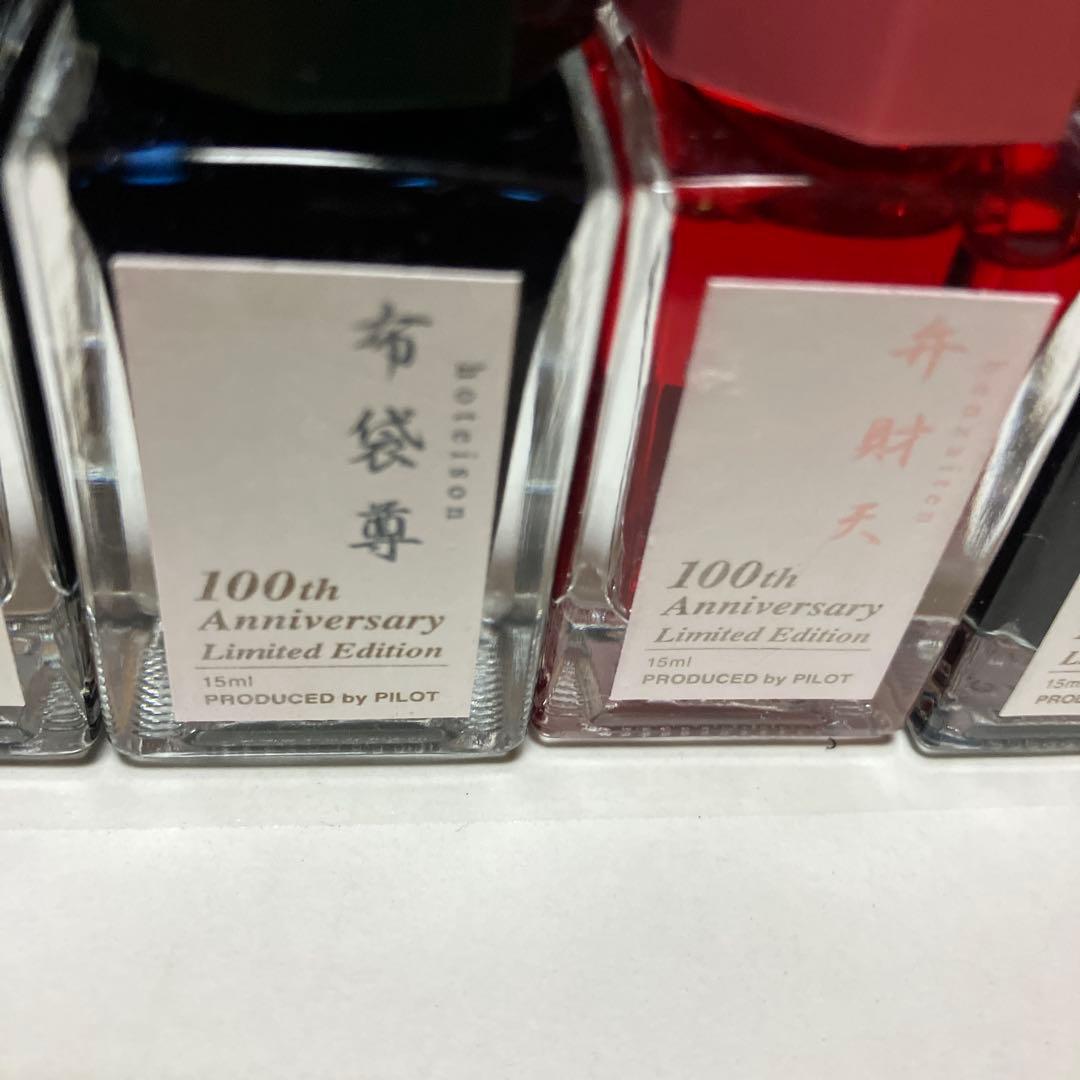 布袋尊
hoteison
100th
Anniversary
Limited Edition
15ml
PRODUCED by PILOT
弁財天
benzaiten
100th
Anniversary
Limited Edition
15ml
PRODUCED by PILOT
15ml